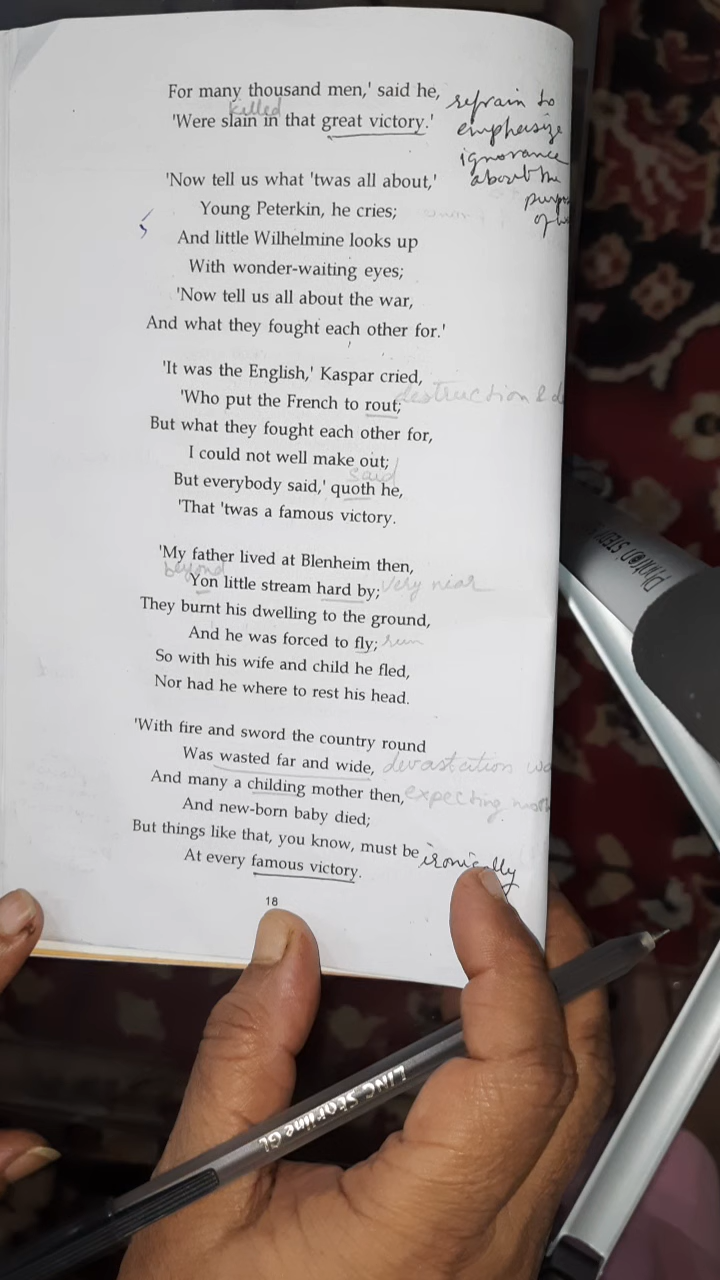 For many thousand men,' said he,
killed
'Were slain in that great victory.'
refrain to
emphasize
ignorance
about the
'Now tell us what 'twas all about,'
Young Peterkin, he cries;
And little Wilhelmine looks up
With wonder-waiting eyes;
'Now tell us all about the war,
And what they fought each other for.'
'It was the English,' Kaspar cried,
'Who put the French to rout;
destruction &
But what they fought each other for,
I could not well make out;
said
But everybody said,' quoth he,
'That 'twas a famous victory.
'My father lived at Blenheim then,
beyond
Yon little stream hard by; very near
They burnt his dwelling to the ground,
And he was forced to fly; run
So with his wife and child he fled,
Nor had he where to rest his head.
'With fire and sword the country round
Was wasted far and wide, devastation
And many a childing mother then, expecting
And new-born baby died;
But things like that, you know, must be ironically
At every famous victory.
18
LINC Starline GL